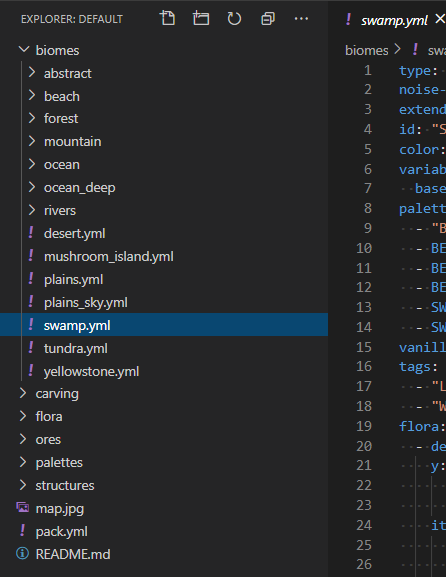 EXPLORER: DEFAULT
biomes
abstract
beach
forest
mountain
ocean
ocean_deep
rivers
! desert.yml
! mushroom_island.yml
! plains.yml
! plains_sky.yml
! swamp.yml
! tundra.yml
! yellowstone.yml
carving
flora
ores
palettes
structures
map.jpg
! pack.yml
README.md
! swamp.yml
biomes > ! sw
1 type:
2 noise-
3 extend
4 id: "S
5 color:
6 variab
7 base
8 palett
9 - "B
10 - BE
11 - BE
12 - BE
13 - SW
14 - SW
15 vanill
16 tags:
17 - "L
18 - "W
19 flora:
20 - de
21 y:
22
23
24 it
25
26